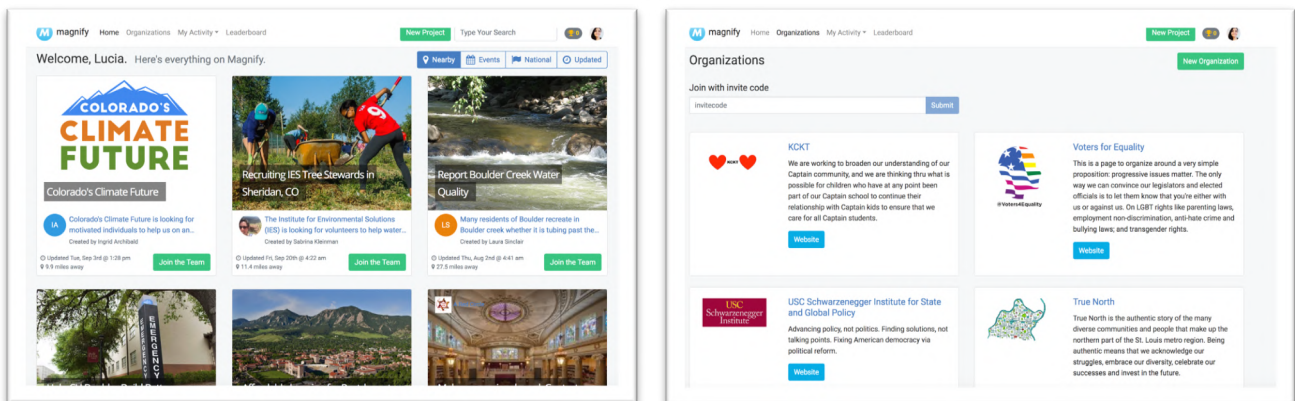 magnify Home Organizations My Activity Leaderboard New Project Type Your Search 0
Welcome, Lucia. Here's everything on Magnify. Nearby Events National Updated
COLORADO'S
CLIMATE
FUTURE
Colorado's Climate Future
Colorado's Climate Future is looking for
IA
motivated individuals to help us on an...
Created by Ingrid Archibald
Updated Tue, Sep 3rd @ 1:28 pm
9.9 miles away
Join the Team
9
Recruiting IES Tree Stewards in
Sheridan, CO
The Institute for Environmental Solutions
(IES) is looking for volunteers to help water...
Created by Sabrina Kleinman
Updated Fri, Sep 20th @ 4:22 am
11.4 miles away
Join the Team
Report Boulder Creek Water
Quality
Many residents of Boulder recreate in
LS
Boulder creek whether it is tubing past the...
Created by Laura Sinclair
Updated Thu, Aug 2nd @ 4:41 am
27.5 miles away
Join the Team
EMERGENCY
magnify Home Organizations My Activity Leaderboard New Project 0
Organizations New Organization
Join with invite code
invitecode Submit
KCKT
KCKT
We are working to broaden our understanding of our
Captain community, and we are thinking thru what is
possible for children who have at any point been
part of our Captain school to continue their
relationship with Captain kids to ensure that we
care for all Captain students.
Website
@Voters4Equality
Voters for Equality
This is a page to organize around a very simple
proposition: progressive issues matter. The only
way we can convince our legislators and elected
officials is to let them know that you're either with
us or against us. On LGBT rights like parenting laws,
employment non-discrimination, anti-hate crime and
bullying laws; and transgender rights.
Website
USC
Schwarzenegger
Institute
USC Schwarzenegger Institute for State
and Global Policy
Advancing policy, not politics. Finding solutions, not
talking points. Fixing American democracy via
political reform.
Website
True North
True North is the authentic story of the many
diverse communities and people that make up the
northern part of the St. Louis metro region. Being
authentic means that we acknowledge our
struggles, embrace our diversity, celebrate our
successes and invest in the future.